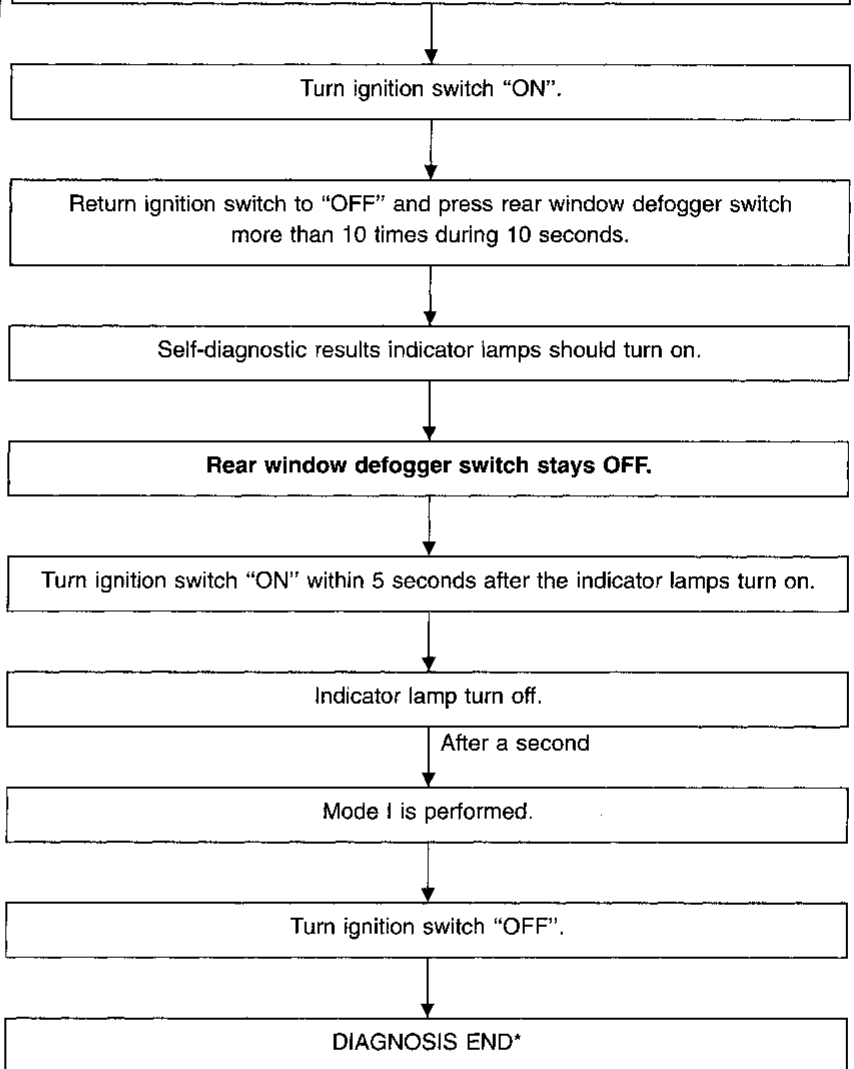 Turn ignition switch “ON”.
Return ignition switch to “OFF” and press rear window defogger switch
more than 10 times during 10 seconds.
Self-diagnostic results indicator lamps should turn on.
Rear window defogger switch stays OFF.
Turn ignition switch “ON” within 5 seconds after the indicator lamps turn on.
Indicator lamp turn off.
After a second
Mode I is performed.
Turn ignition switch “OFF”.
DIAGNOSIS END*